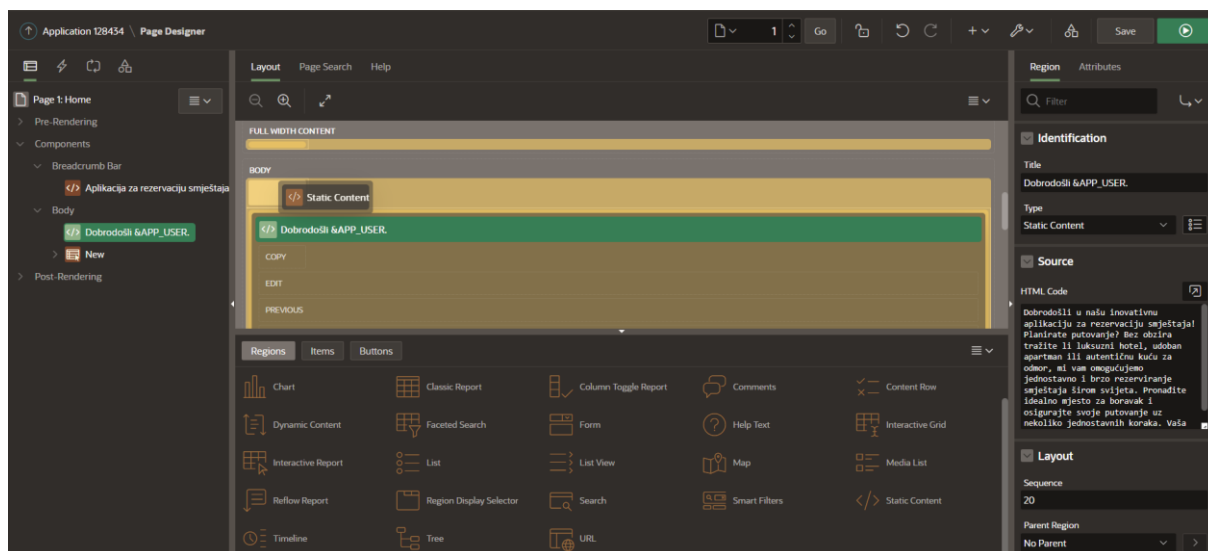 Application 128434 \ Page Designer
1
Go
Save
Page 1: Home
Pre-Rendering
Components
Breadcrumb Bar
Aplikacija za rezervaciju smještaja
Body
Dobrodošli &APP_USER.
New
Post-Rendering
Layout Page Search Help
FULL WIDTH CONTENT
BODY
Static Content
Dobrodošli &APP_USER.
COPY
EDIT
PREVIOUS
Regions Items Buttons
Chart Classic Report Column Toggle Report Comments Content Row
Dynamic Content Faceted Search Form Help Text Interactive Grid
Interactive Report List List View Map Media List
Reflow Report Region Display Selector Search Smart Filters Static Content
Timeline Tree URL
Region Attributes
Filter
Identification
Title
Dobrodošli &APP_USER.
Type
Static Content
Source
HTML Code
Dobrodošli u našu inovativnu
aplikaciju za rezervaciju smještaja!
Planirate putovanje? Bez obzira
tražite li luksuzni hotel, udoban
apartman ili autentičnu kuću za
odmor, mi vam omogućujemo
jednostavno i brzo rezerviranje
smještaja širom svijeta. Pronađite
idealno mjesto za boravak i
osigurajte svoje putovanje uz
nekoliko jednostavnih koraka. Vaša
Layout
Sequence
20
Parent Region
No Parent